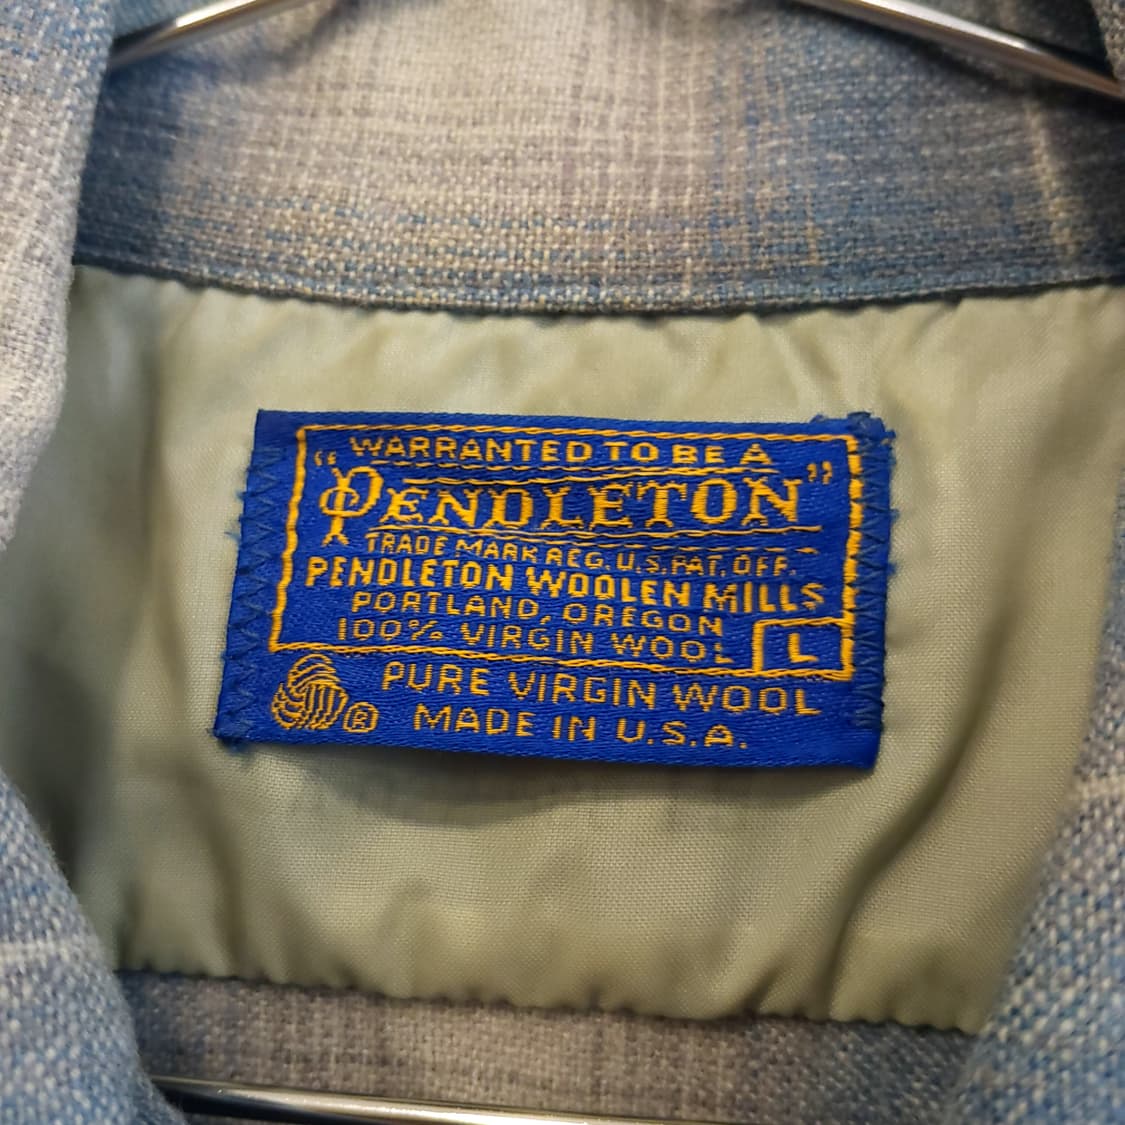 WARRANTED TO BE A
"PENDLETON"
TRADE MARK REG. U.S. PAT. OFF.
PENDLETON WOOLEN MILLS
PORTLAND, OREGON
100% VIRGIN WOOL L
PURE VIRGIN WOOL
® MADE IN U.S.A.